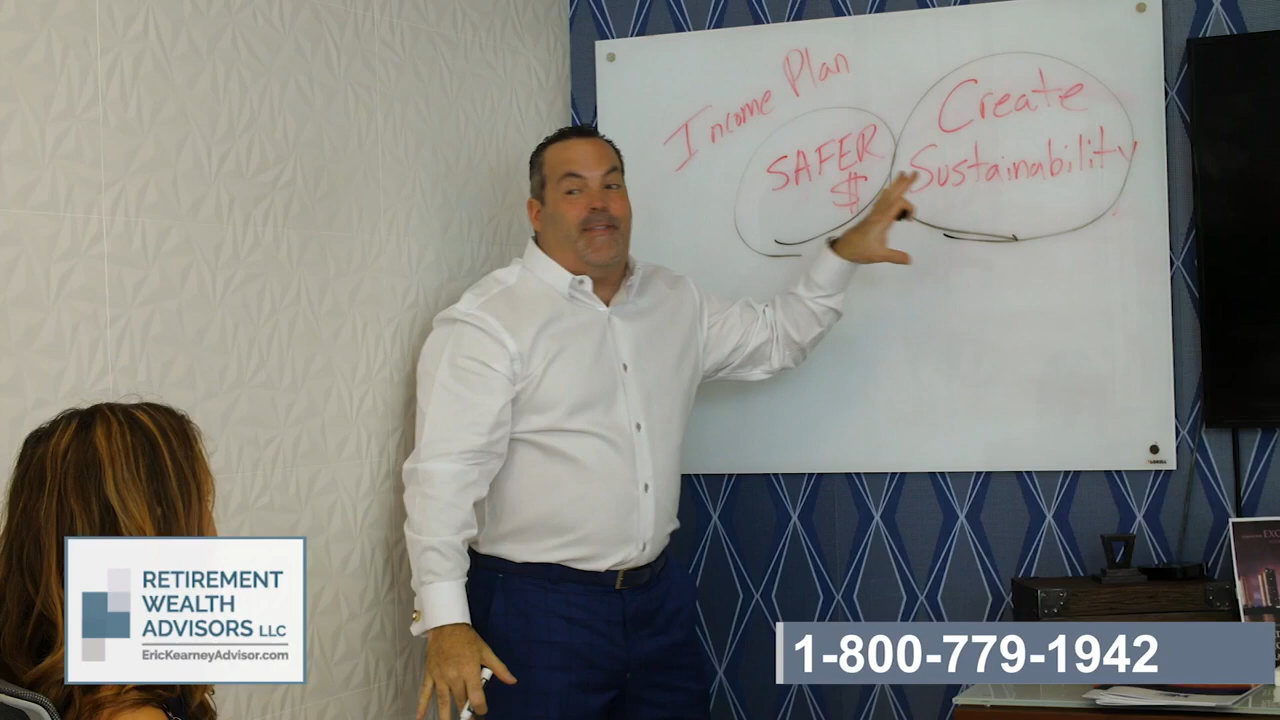 Income Plan
SAFER
$
Create
Sustainability
RETIREMENT
WEALTH
ADVISORS LLC
EricKearneyAdvisor.com
1-800-779-1942